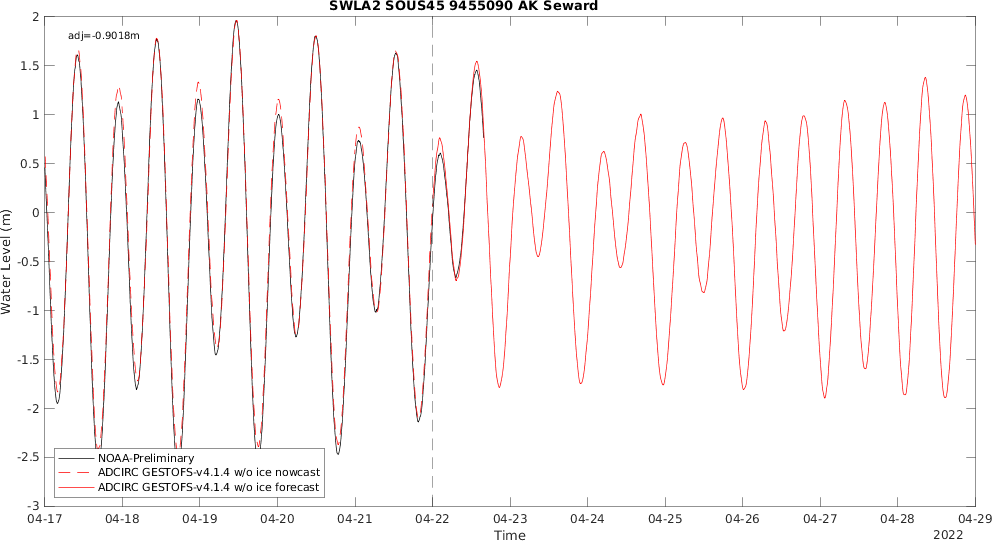 SWLA2 SOUS45 9455090 AK Seward
adj=-0.9018m
2
1.5
1
0.5
0
-0.5
-1
-1.5
-2
-2.5
-3
Water Level (m)
NOAA-Preliminary
ADCIRC GESTOFS-v4.1.4 w/o ice nowcast
ADCIRC GESTOFS-v4.1.4 w/o ice forecast
04-17 04-18 04-19 04-20 04-21 04-22 04-23 04-24 04-25 04-26 04-27 04-28 04-29
Time
2022